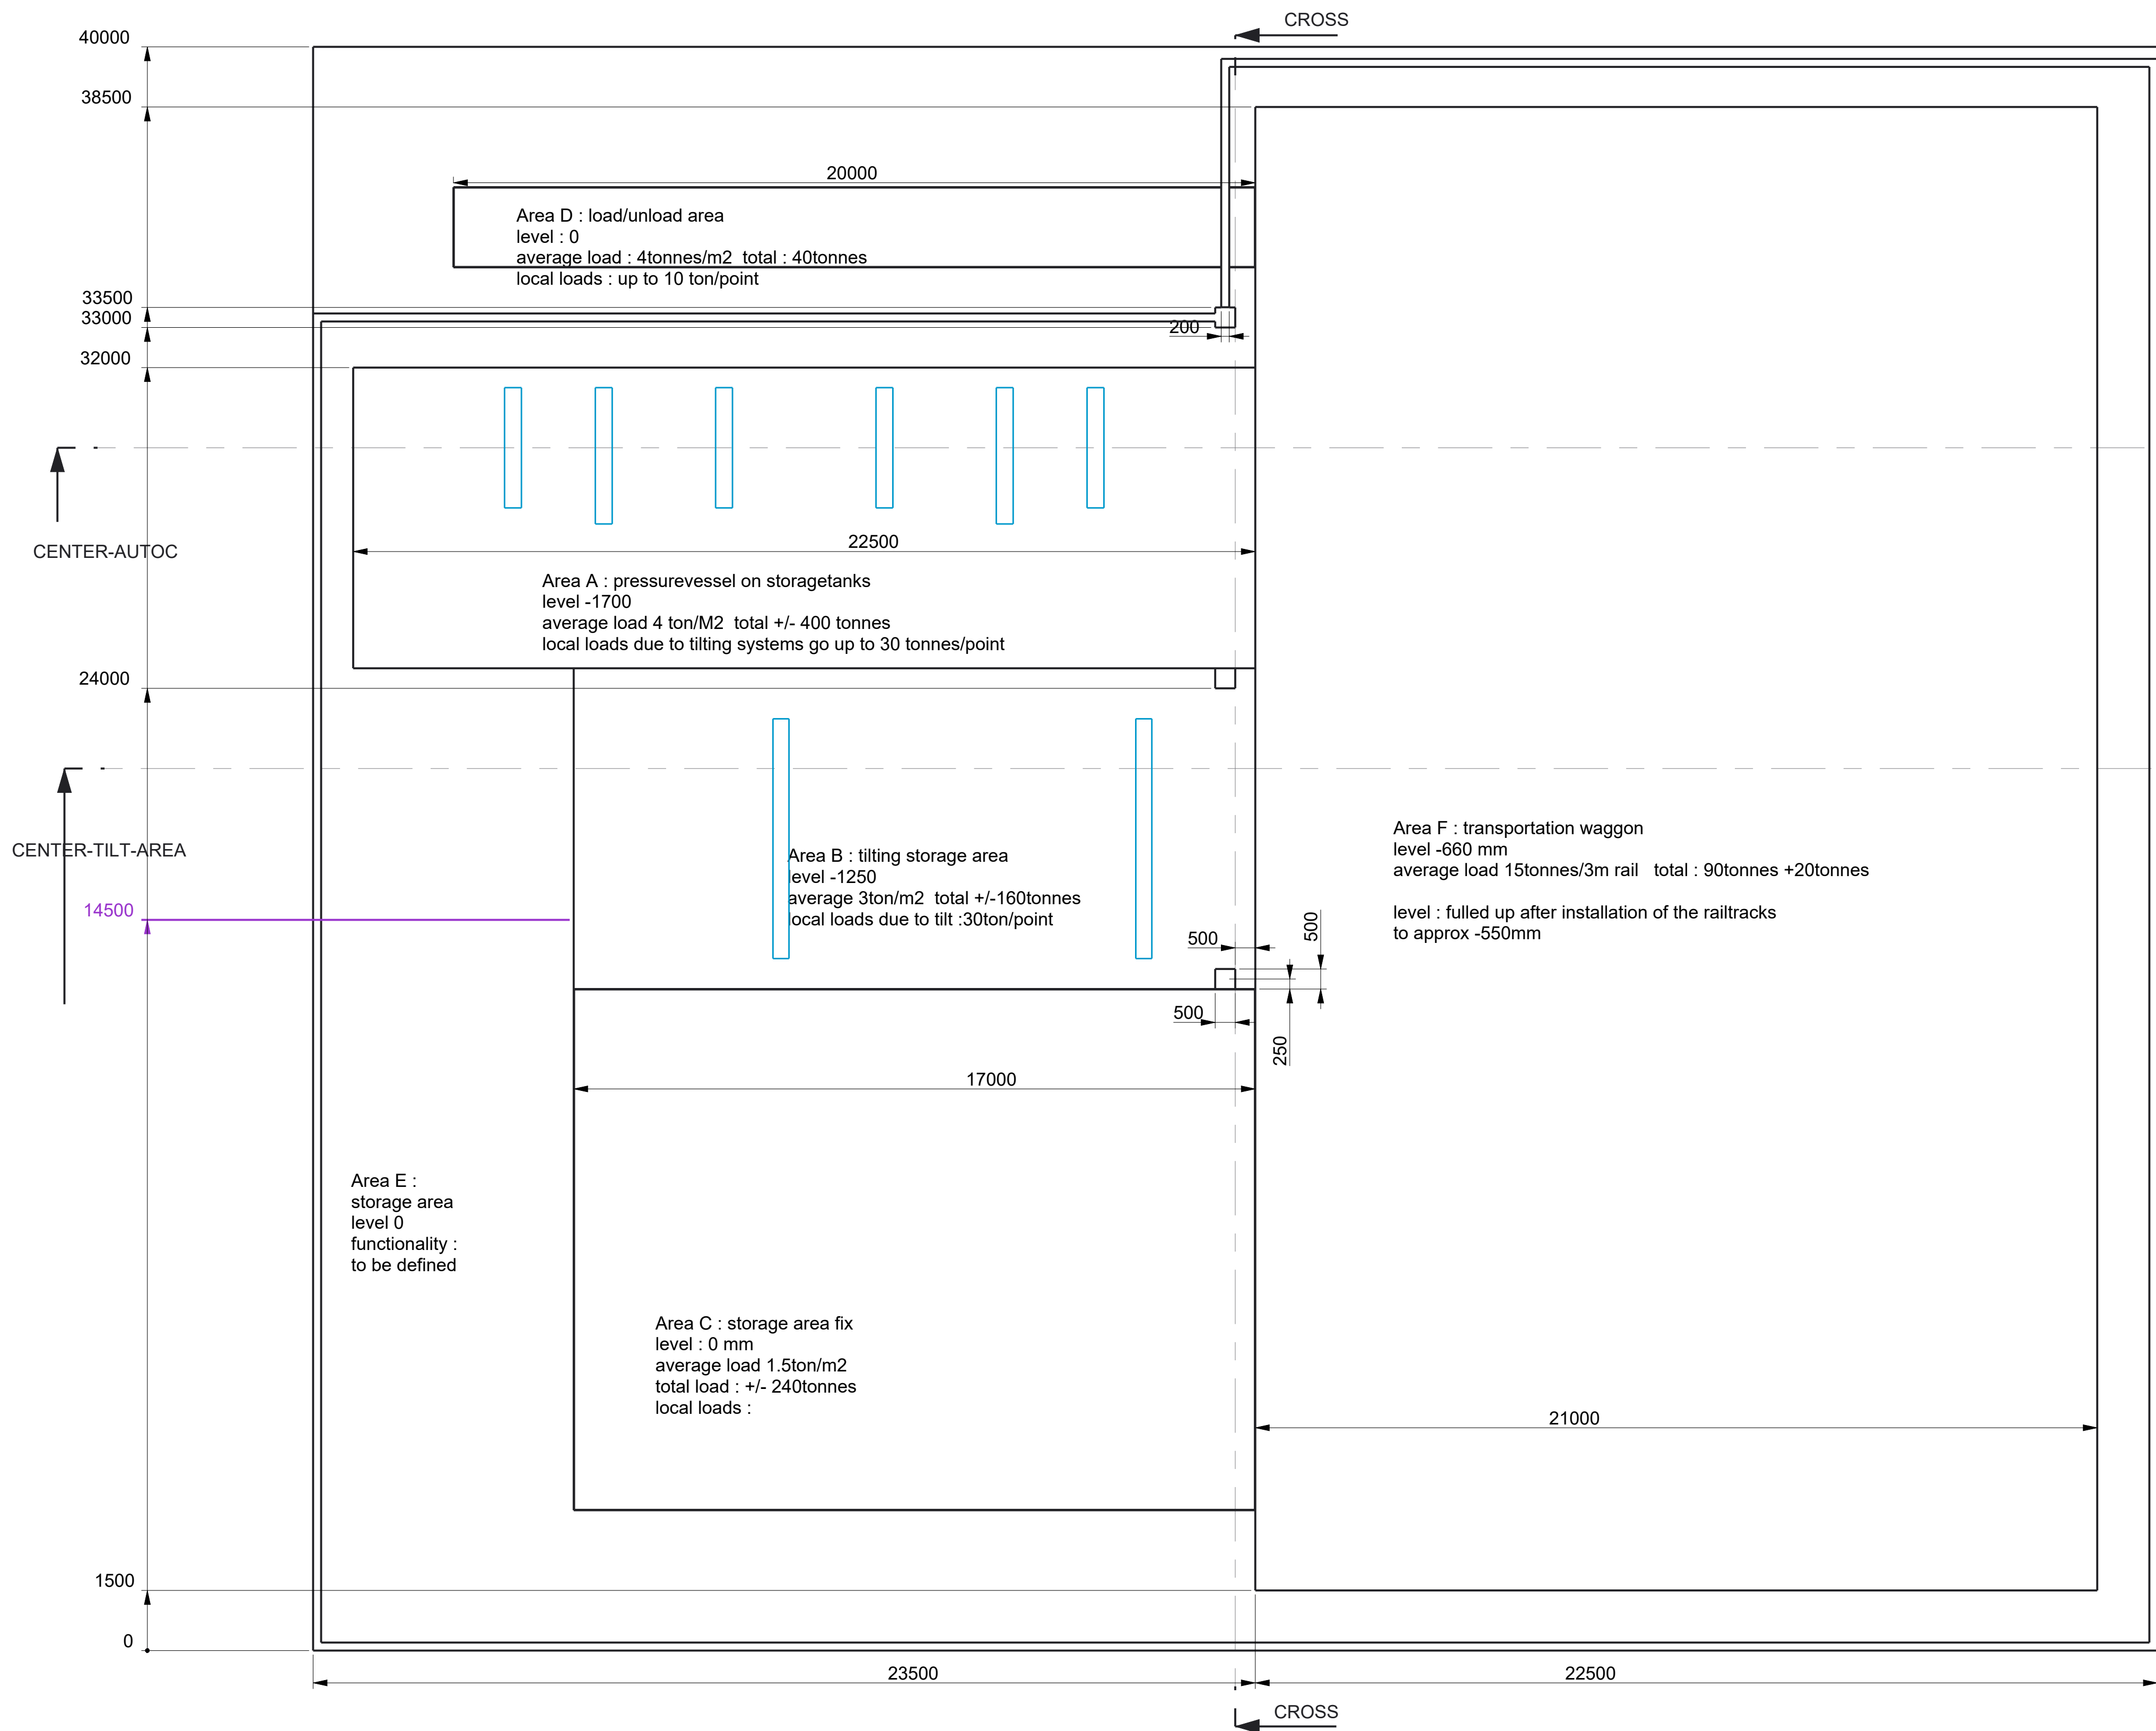 CROSS
40000
38500
20000
Area D : load/unload area
level : 0
average load : 4tonnes/m2  total : 40tonnes
local loads : up to 10 ton/point
33500
33000
200
32000
CENTER-AUTOC
22500
Area A : pressurevessel on storagetanks
level -1700
average load 4 ton/M2  total +/- 400 tonnes
local loads due to tilting systems go up to 30 tonnes/point
24000
CENTER-TILT-AREA
Area B : tilting storage area
level -1250
average 3ton/m2  total +/-160tonnes
local loads due to tilt :30ton/point
Area F : transportation waggon
level -660 mm
average load 15tonnes/3m rail   total : 90tonnes +20tonnes
level : fulled up after installation of the railtracks
to approx -550mm
14500
500
500
500
250
17000
Area E :
storage area
level 0
functionality :
to be defined
Area C : storage area fix
level : 0 mm
average load 1.5ton/m2
total load : +/- 240tonnes
local loads :
21000
1500
0
23500
22500
CROSS